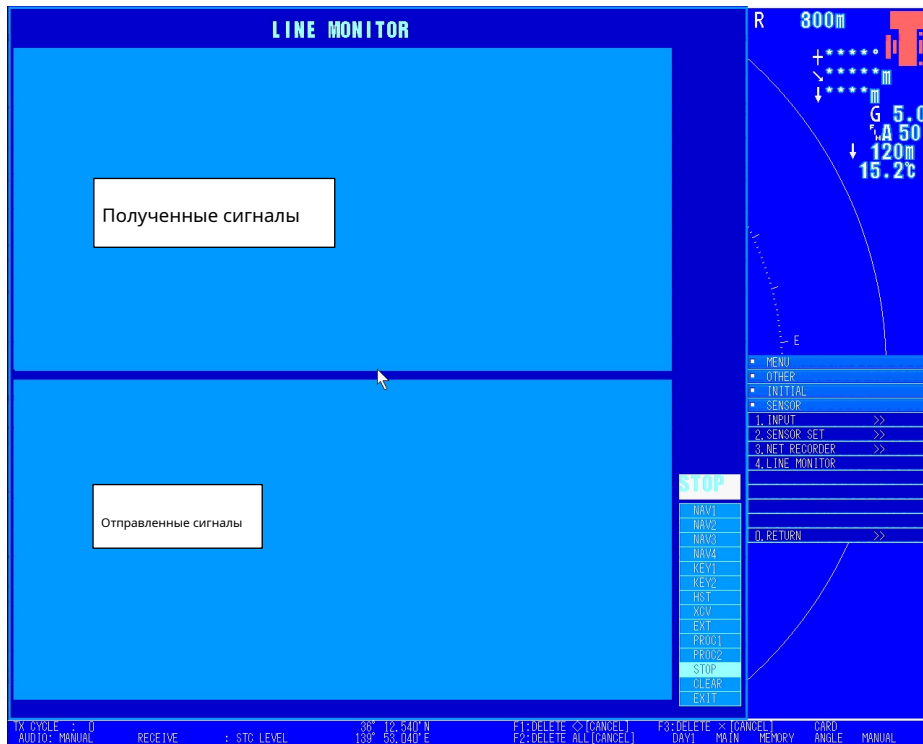 LINE MONITOR
R 300m
+****°
↘*****m
↓****m
G 5.0
A 50
↓ 120m
15.2℃
Полученные сигналы
E
MENU
OTHER
INITIAL
SENSOR
1.INPUT >>
2.SENSOR SET >>
3.NET RECORDER >>
4.LINE MONITOR
0.RETURN >>
Отправленные сигналы
STOP
NAV1
NAV2
NAV3
NAV4
KEY1
KEY2
HST
XCV
EXT
PROC1
PROC2
STOP
CLEAR
EXIT
TX CYCLE : 0 36° 12.540'N F1:DELETE ◇[CANCEL] F3:DELETE ×[CANCEL] CARD
AUDIO: MANUAL RECEIVE : STC LEVEL 139° 53.040'E F2:DELETE ALL[CANCEL] DAY1 MAIN MEMORY ANGLE MANUAL